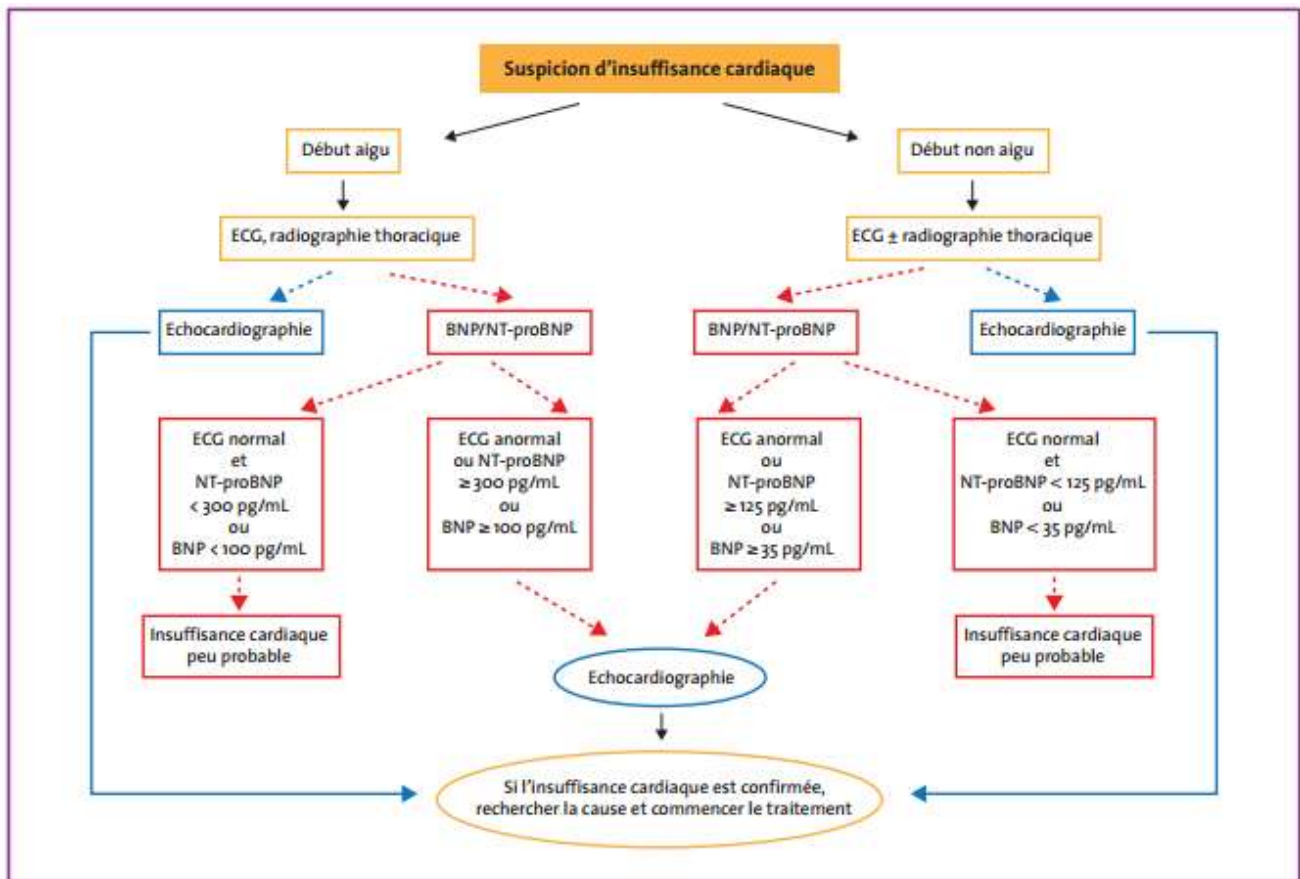 Suspicion d'insuffisance cardiaque
Début aigu
Début non aigu
ECG, radiographie thoracique
ECG ± radiographie thoracique
Echocardiographie
BNP/NT-proBNP
BNP/NT-proBNP
Echocardiographie
ECG normal
et
NT-proBNP
< 300 pg/mL
ou
BNP < 100 pg/mL
ECG anormal
ou NT-proBNP
≥ 300 pg/mL
ou
BNP ≥ 100 pg/mL
ECG anormal
ou
NT-proBNP
≥ 125 pg/mL
ou
BNP ≥ 35 pg/mL
ECG normal
et
NT-proBNP < 125 pg/mL
ou
BNP < 35 pg/mL
Insuffisance cardiaque
peu probable
Insuffisance cardiaque
peu probable
Echocardiographie
Si l'insuffisance cardiaque est confirmée,
rechercher la cause et commencer le traitement